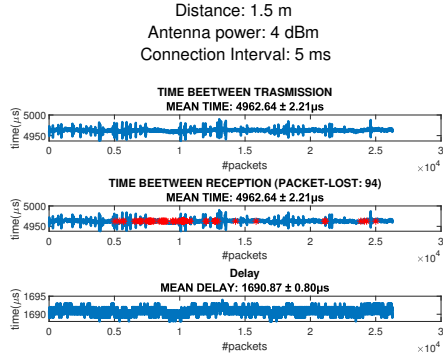 Distance: 1.5 m
Antenna power: 4 dBm
Connection Interval: 5 ms
TIME BEETWEEN TRASMISSION
MEAN TIME: 4962.64 ± 2.21μs
time(μs)
5000
4950
0 0.5 1 1.5 2 2.5 3
#packets
×10⁴
TIME BEETWEEN RECEPTION (PACKET-LOST: 94)
MEAN TIME: 4962.64 ± 2.21μs
time(μs)
5000
4950
0 0.5 1 1.5 2 2.5 3
#packets
×10⁴
Delay
MEAN DELAY: 1690.87 ± 0.80μs
time(μs)
1695
1690
0 0.5 1 1.5 2 2.5 3
#packets
×10⁴